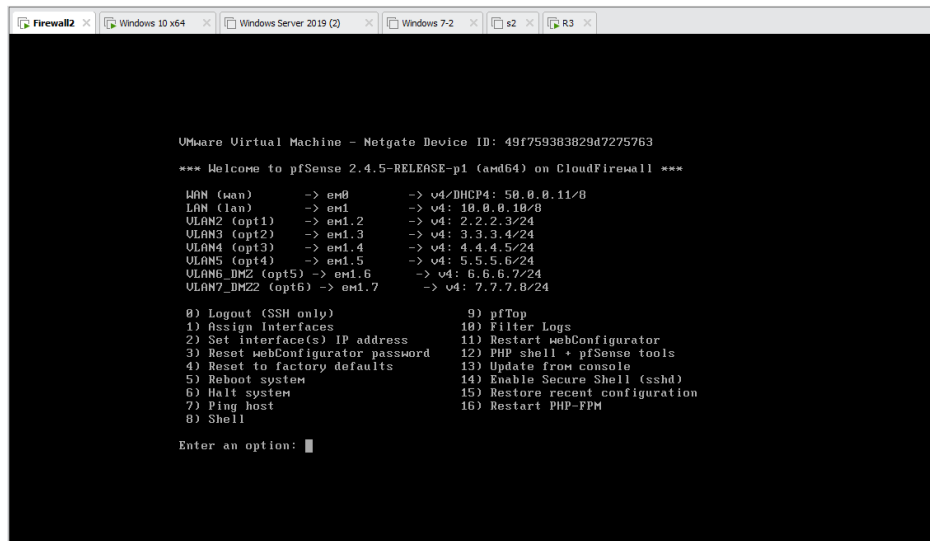 Firewall2 × Windows 10 x64 × Windows Server 2019 (2) × Windows 7-2 × s2 × R3 ×
VMware Virtual Machine - Netgate Device ID: 49f759383829d7275763
*** Welcome to pfSense 2.4.5-RELEASE-p1 (amd64) on CloudFirewall ***
WAN (wan) -> em0 -> v4/DHCP4: 50.0.0.11/8
LAN (lan) -> em1 -> v4: 10.0.0.10/8
VLAN2 (opt1) -> em1.2 -> v4: 2.2.2.3/24
VLAN3 (opt2) -> em1.3 -> v4: 3.3.3.4/24
VLAN4 (opt3) -> em1.4 -> v4: 4.4.4.5/24
VLAN5 (opt4) -> em1.5 -> v4: 5.5.5.6/24
VLAN6_DMZ (opt5) -> em1.6 -> v4: 6.6.6.7/24
VLAN7_DMZ2 (opt6) -> em1.7 -> v4: 7.7.7.8/24
0) Logout (SSH only) 9) pfTop
1) Assign Interfaces 10) Filter Logs
2) Set interface(s) IP address 11) Restart webConfigurator
3) Reset webConfigurator password 12) PHP shell + pfSense tools
4) Reset to factory defaults 13) Update from console
5) Reboot system 14) Enable Secure Shell (sshd)
6) Halt system 15) Restore recent configuration
7) Ping host 16) Restart PHP-FPM
8) Shell
Enter an option: